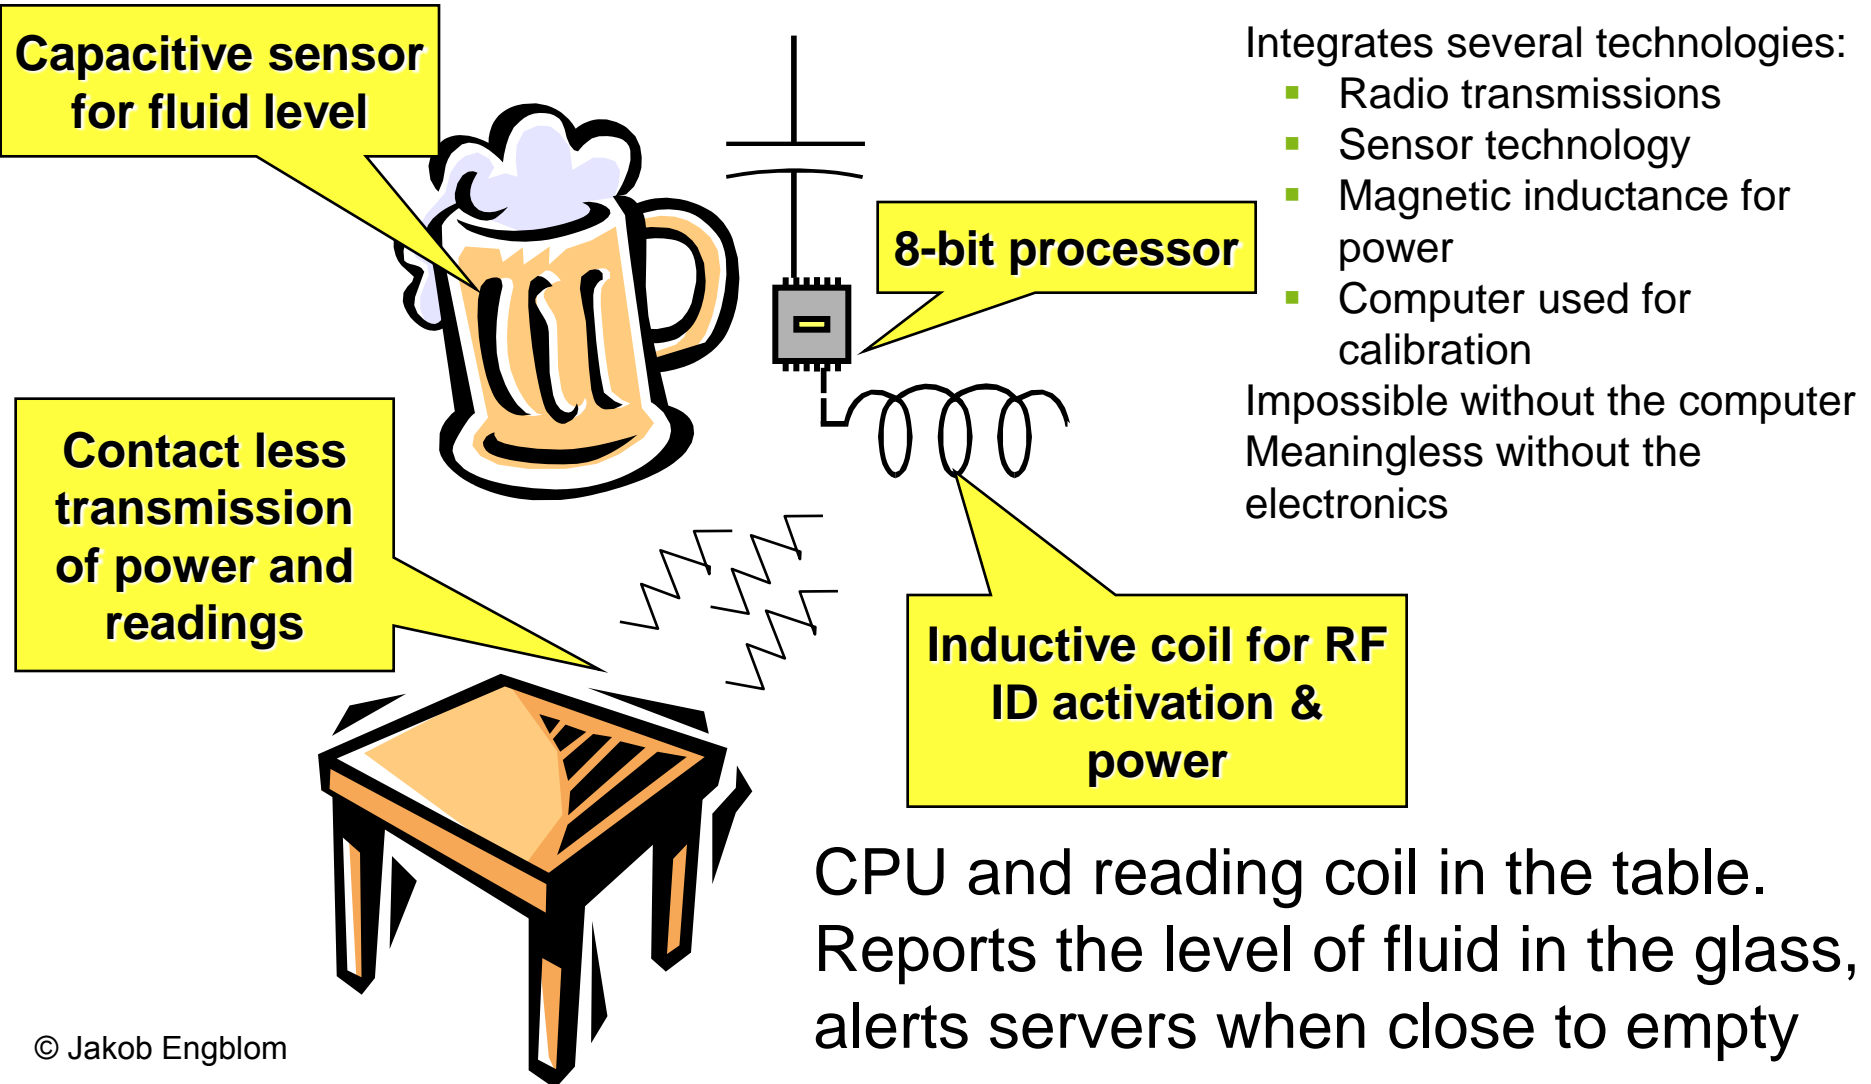 Capacitive sensor
for fluid level
8-bit processor
Integrates several technologies:
▪ Radio transmissions
▪ Sensor technology
▪ Magnetic inductance for
power
▪ Computer used for
calibration
Impossible without the computer
Meaningless without the
electronics
Contact less
transmission
of power and
readings
Inductive coil for RF
ID activation &
power
CPU and reading coil in the table.
Reports the level of fluid in the glass,
alerts servers when close to empty
© Jakob Engblom